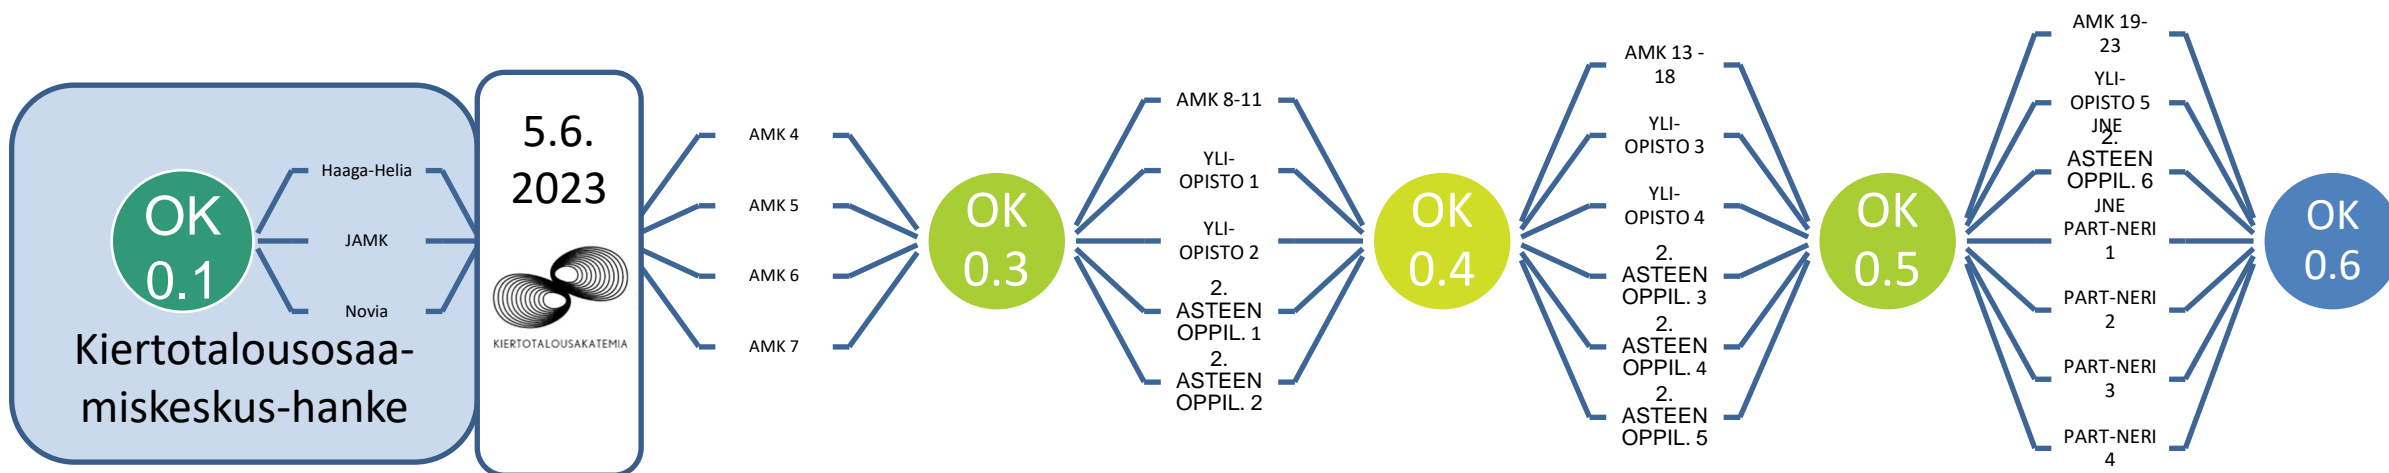 OK
0.1
Haaga-Helia
JAMK
Novia
Kiertotalousosaa-
miskeskus-hanke
5.6.
2023
KIERTOTALOUSAKATEMIA
AMK 4
AMK 5
AMK 6
AMK 7
OK
0.3
AMK 8-11
YLI-
OPISTO 1
YLI-
OPISTO 2
2.
ASTEEN
OPPIL. 1
2.
ASTEEN
OPPIL. 2
OK
0.4
AMK 13 -
18
YLI-
OPISTO 3
YLI-
OPISTO 4
2.
ASTEEN
OPPIL. 3
2.
ASTEEN
OPPIL. 4
2.
ASTEEN
OPPIL. 5
OK
0.5
AMK 19-
23
YLI-
OPISTO 5
JNE
2.
ASTEEN
OPPIL. 6
JNE
PART-NERI
1
PART-NERI
2
PART-NERI
3
PART-NERI
4
OK
0.6